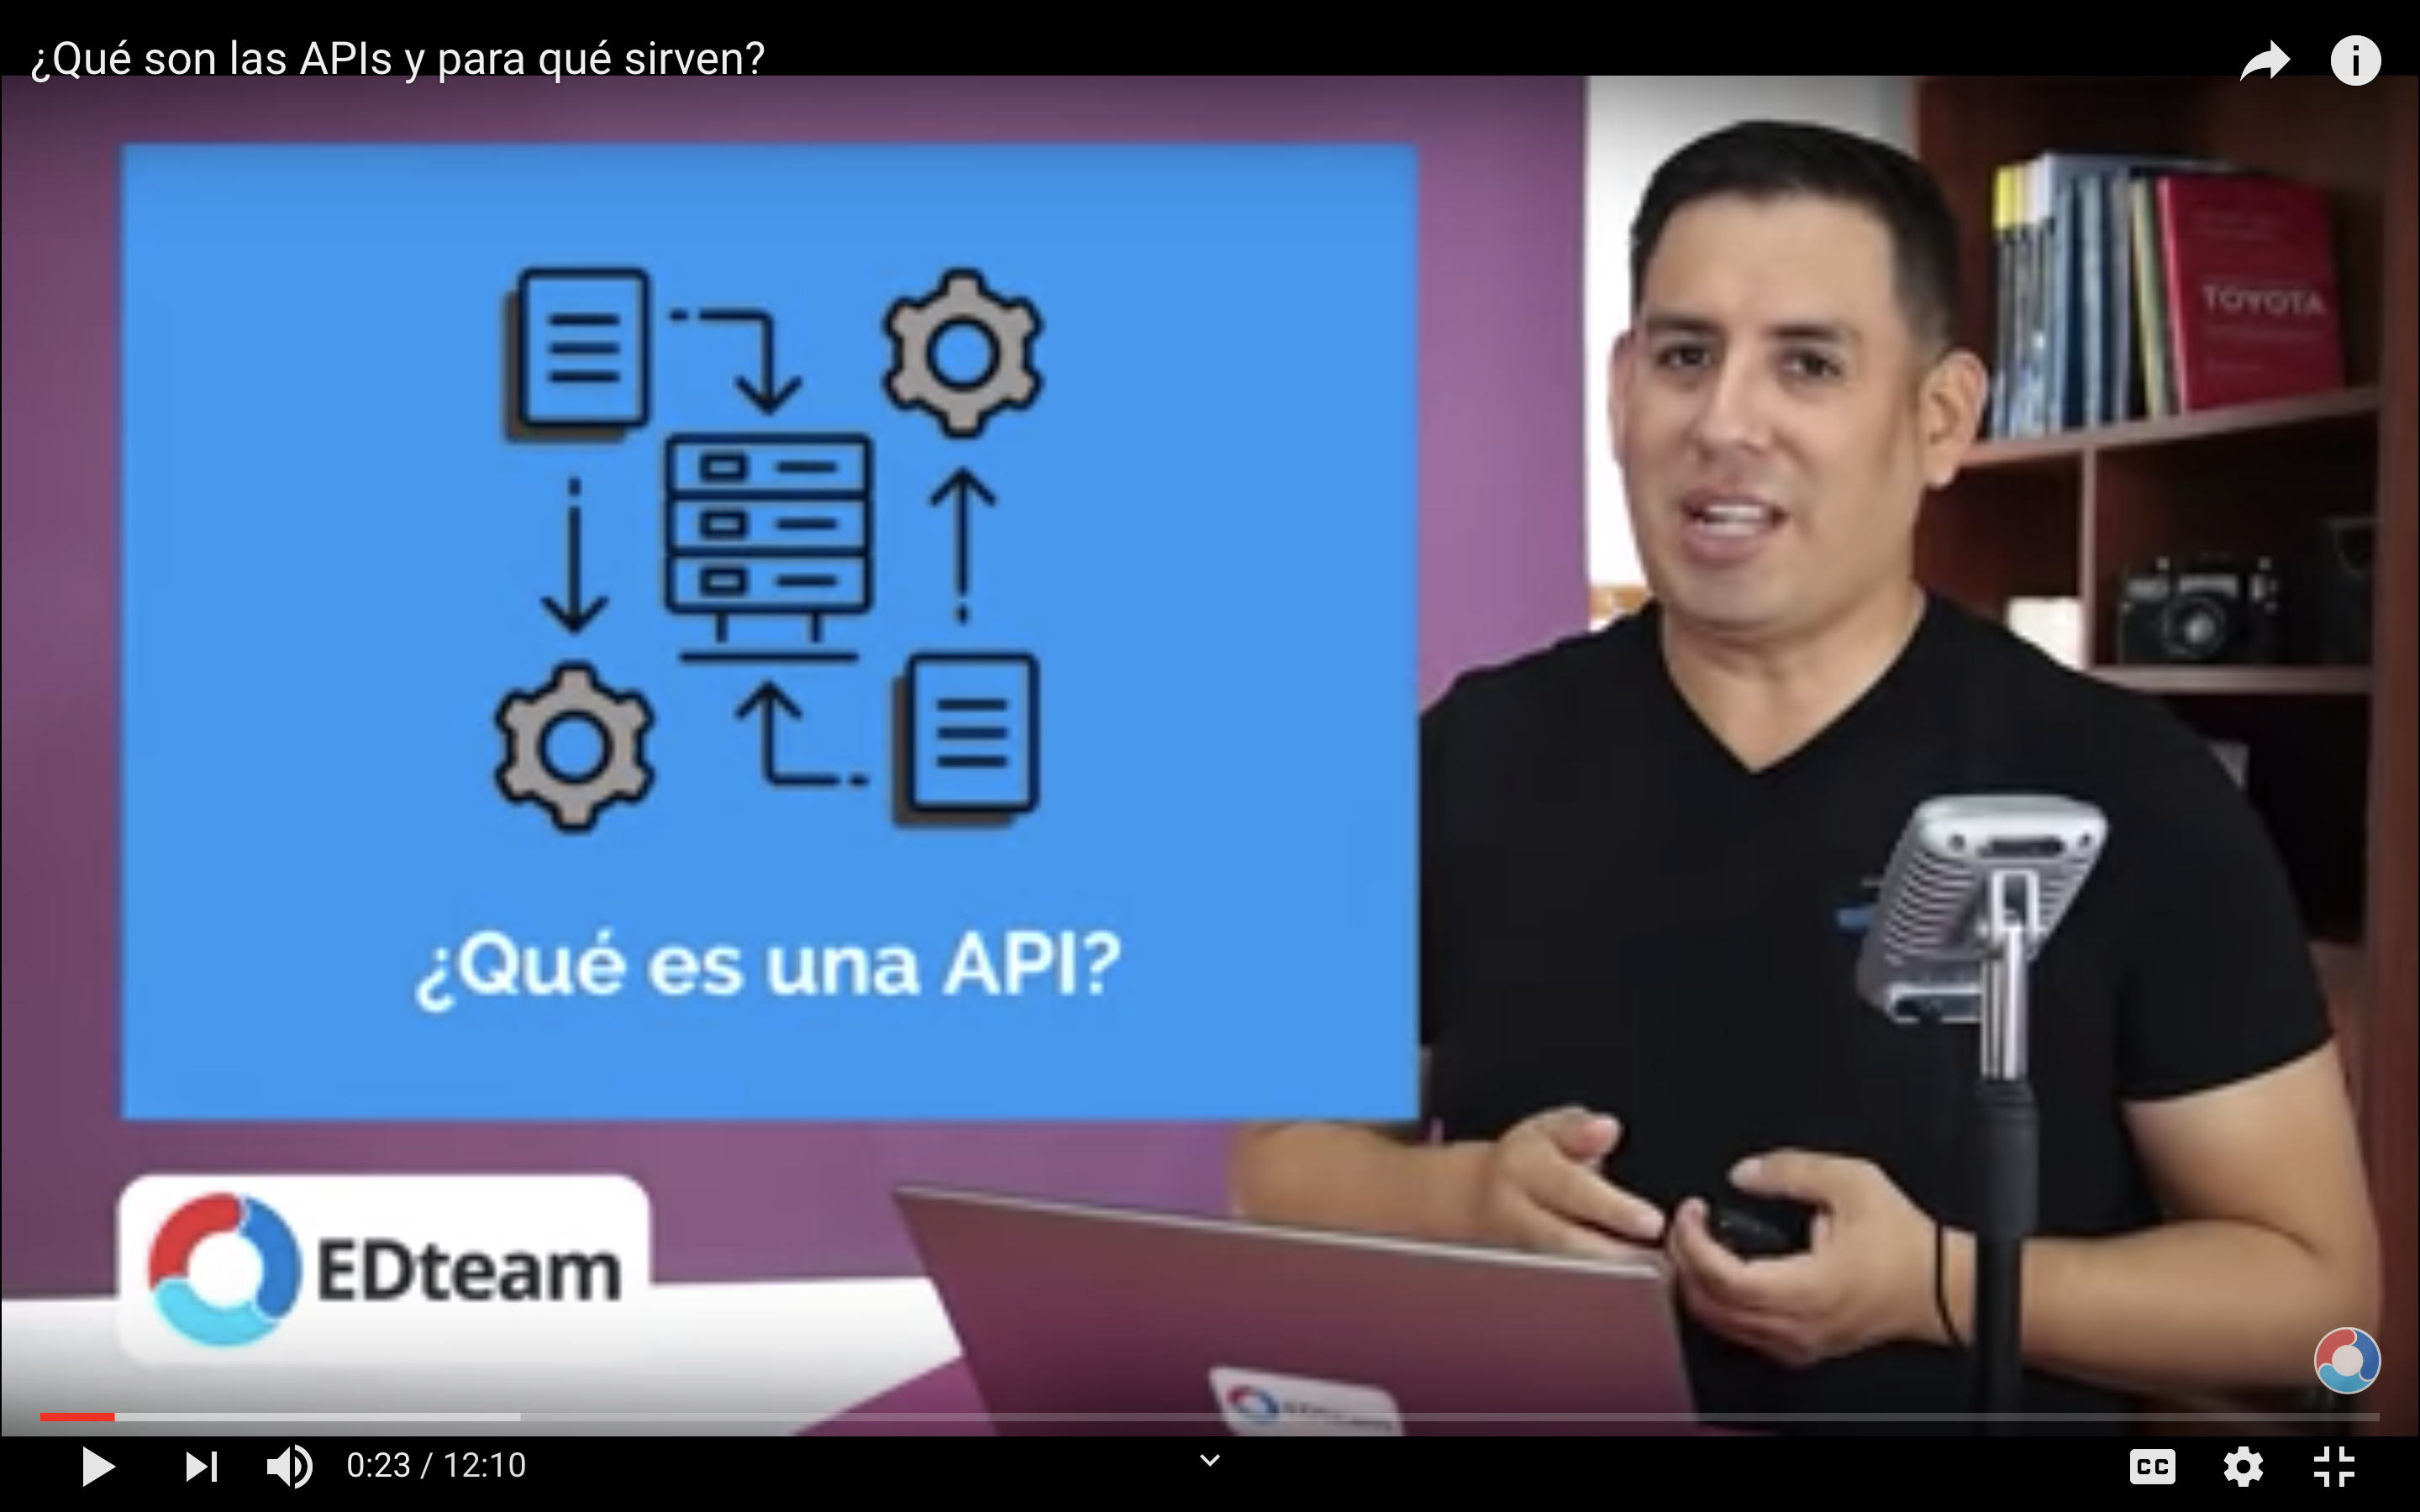 ¿Qué son las APIs y para qué sirven?
TOYOTA
¿Qué es una API?
EDteam
0:23 / 12:10
CC